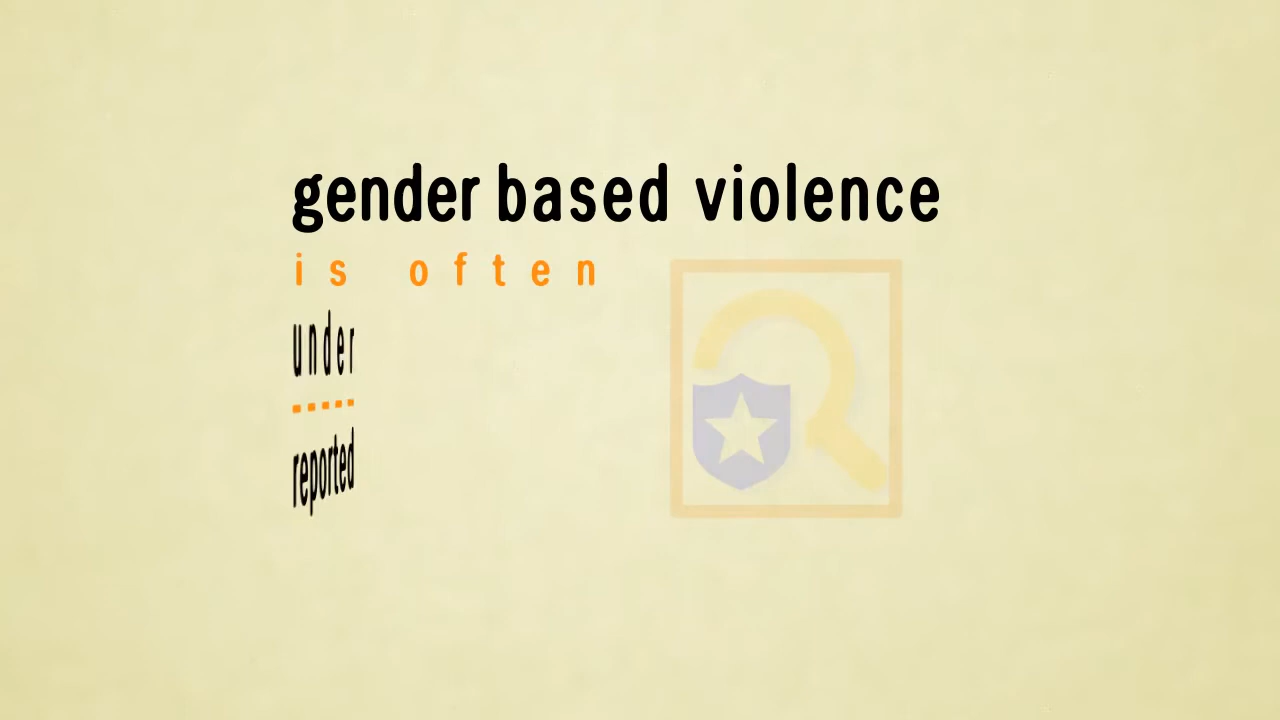 gender based violence
is often
under
reported